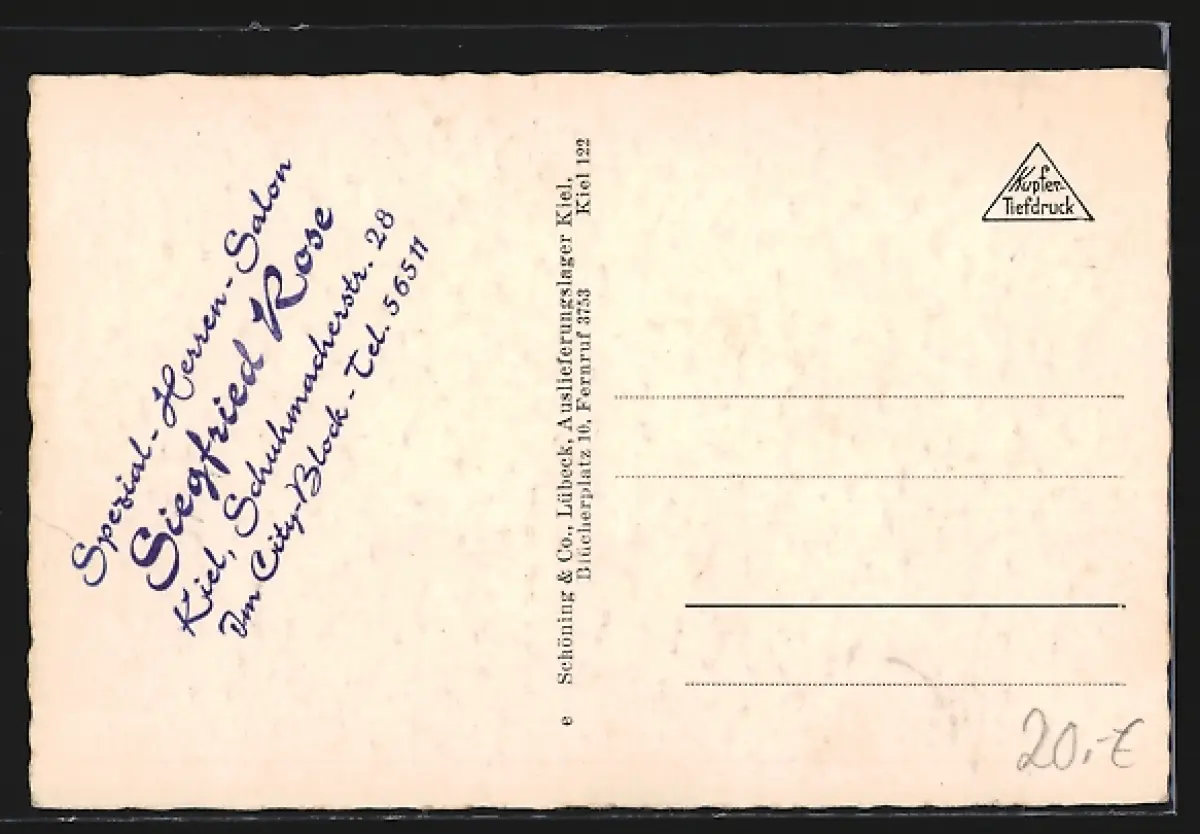 Spezial-Herren-Salon
Siegfried Rose
Kiel, Schuhmacherstr. 28
Im City-Block - Tel. 56511
e Schöning & Co., Lübeck, Auslieferungslager Kiel,
Blücherplatz 10, Fernruf 3753 Kiel 122
Kupfer-
Tiefdruck
20,-€